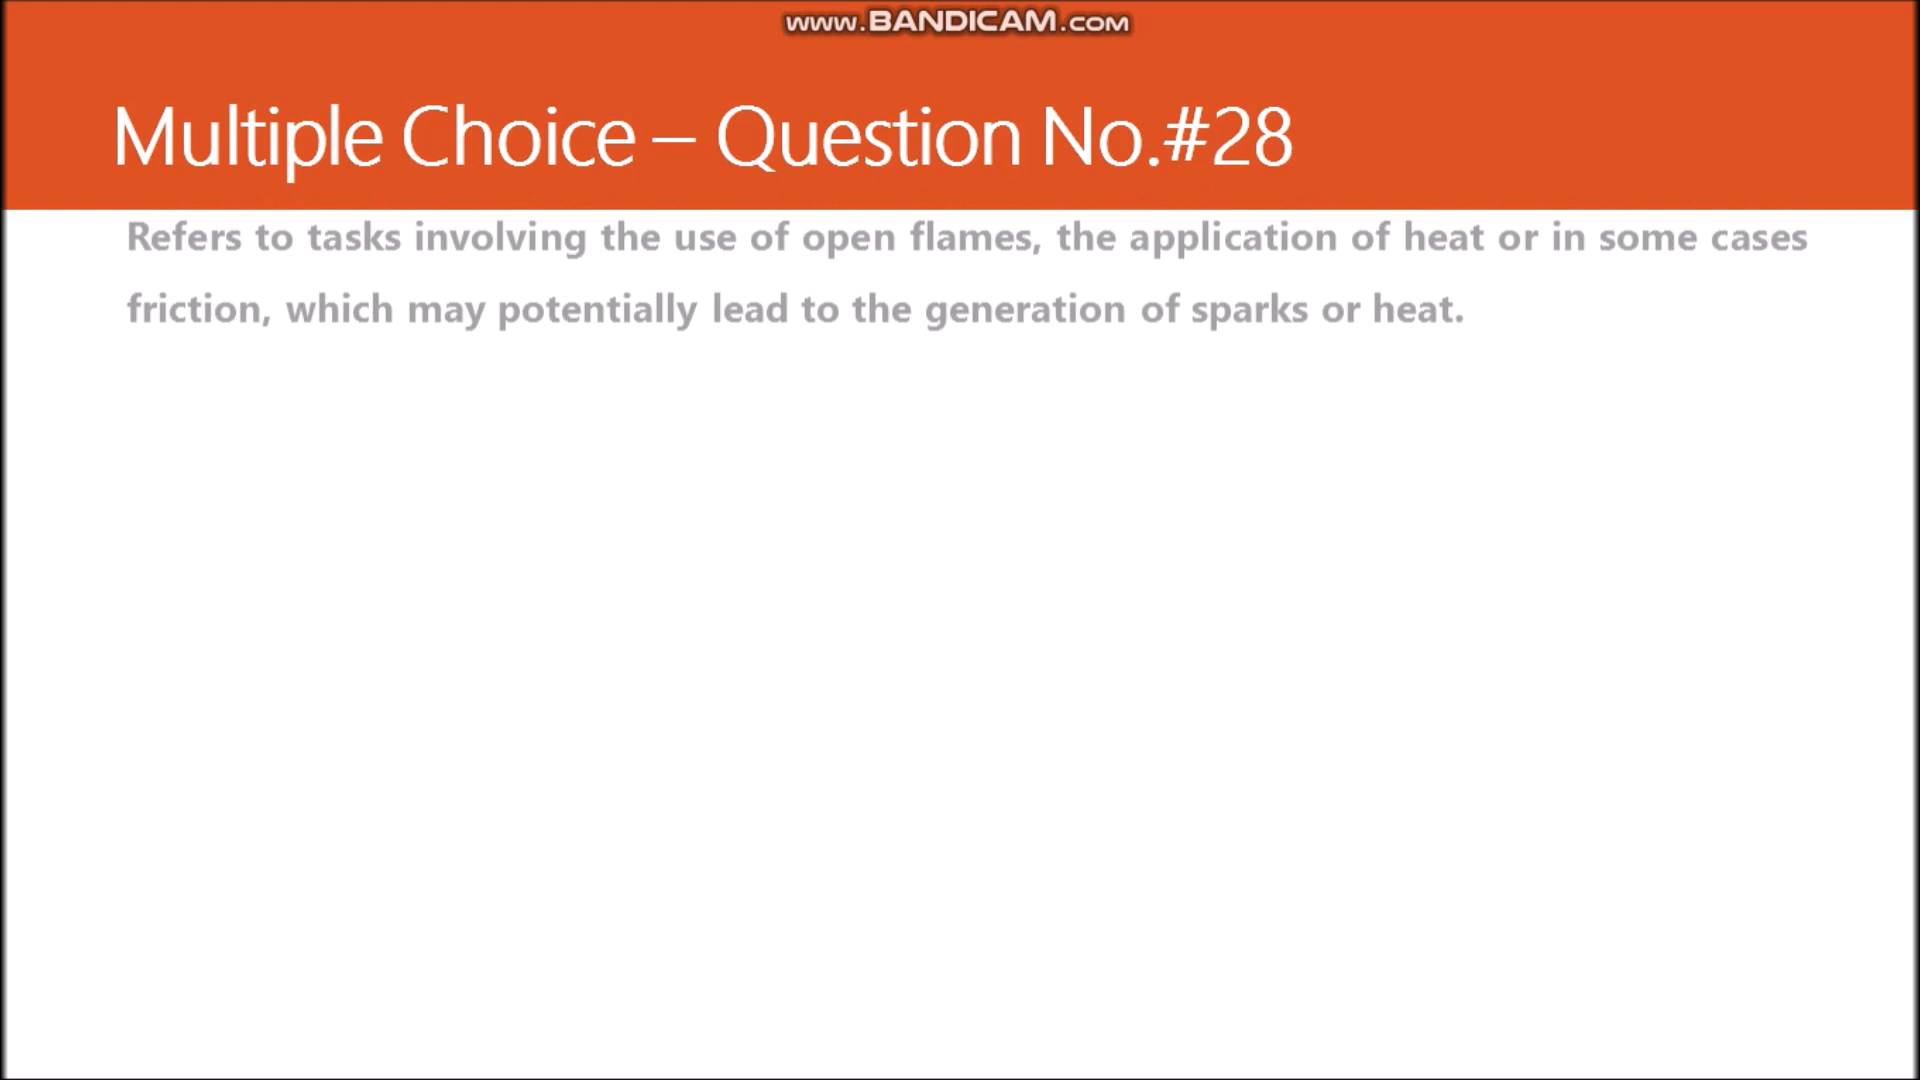 www.BANDICAM.com
Multiple Choice – Question No.#28
Refers to tasks involving the use of open flames, the application of heat or in some cases
friction, which may potentially lead to the generation of sparks or heat.